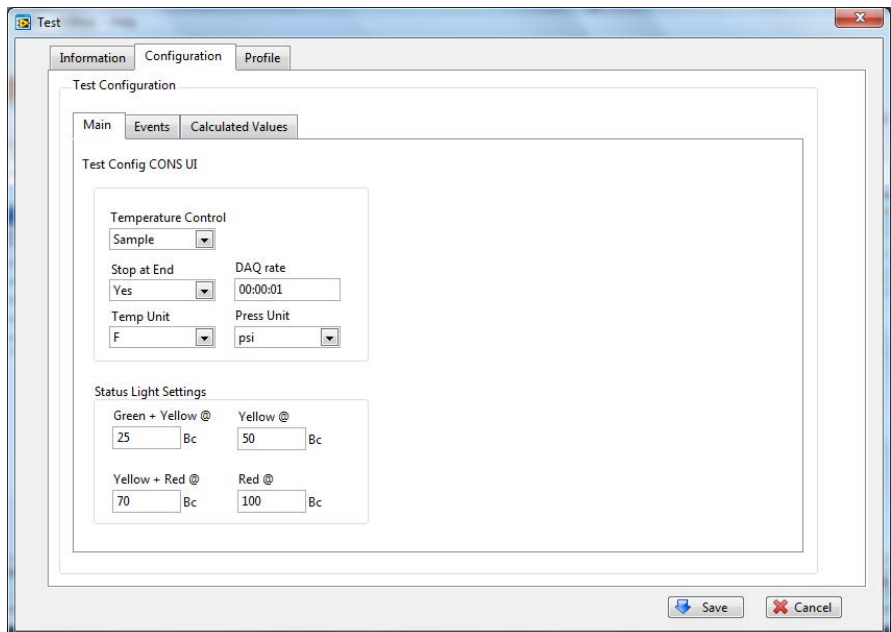 Test
Information Configuration Profile
Test Configuration
Main Events Calculated Values
Test Config CONS UI
Temperature Control
Sample
Stop at End DAQ rate
Yes 00:00:01
Temp Unit Press Unit
F psi
Status Light Settings
Green + Yellow @ Yellow @
25 Bc 50 Bc
Yellow + Red @ Red @
70 Bc 100 Bc
Save Cancel